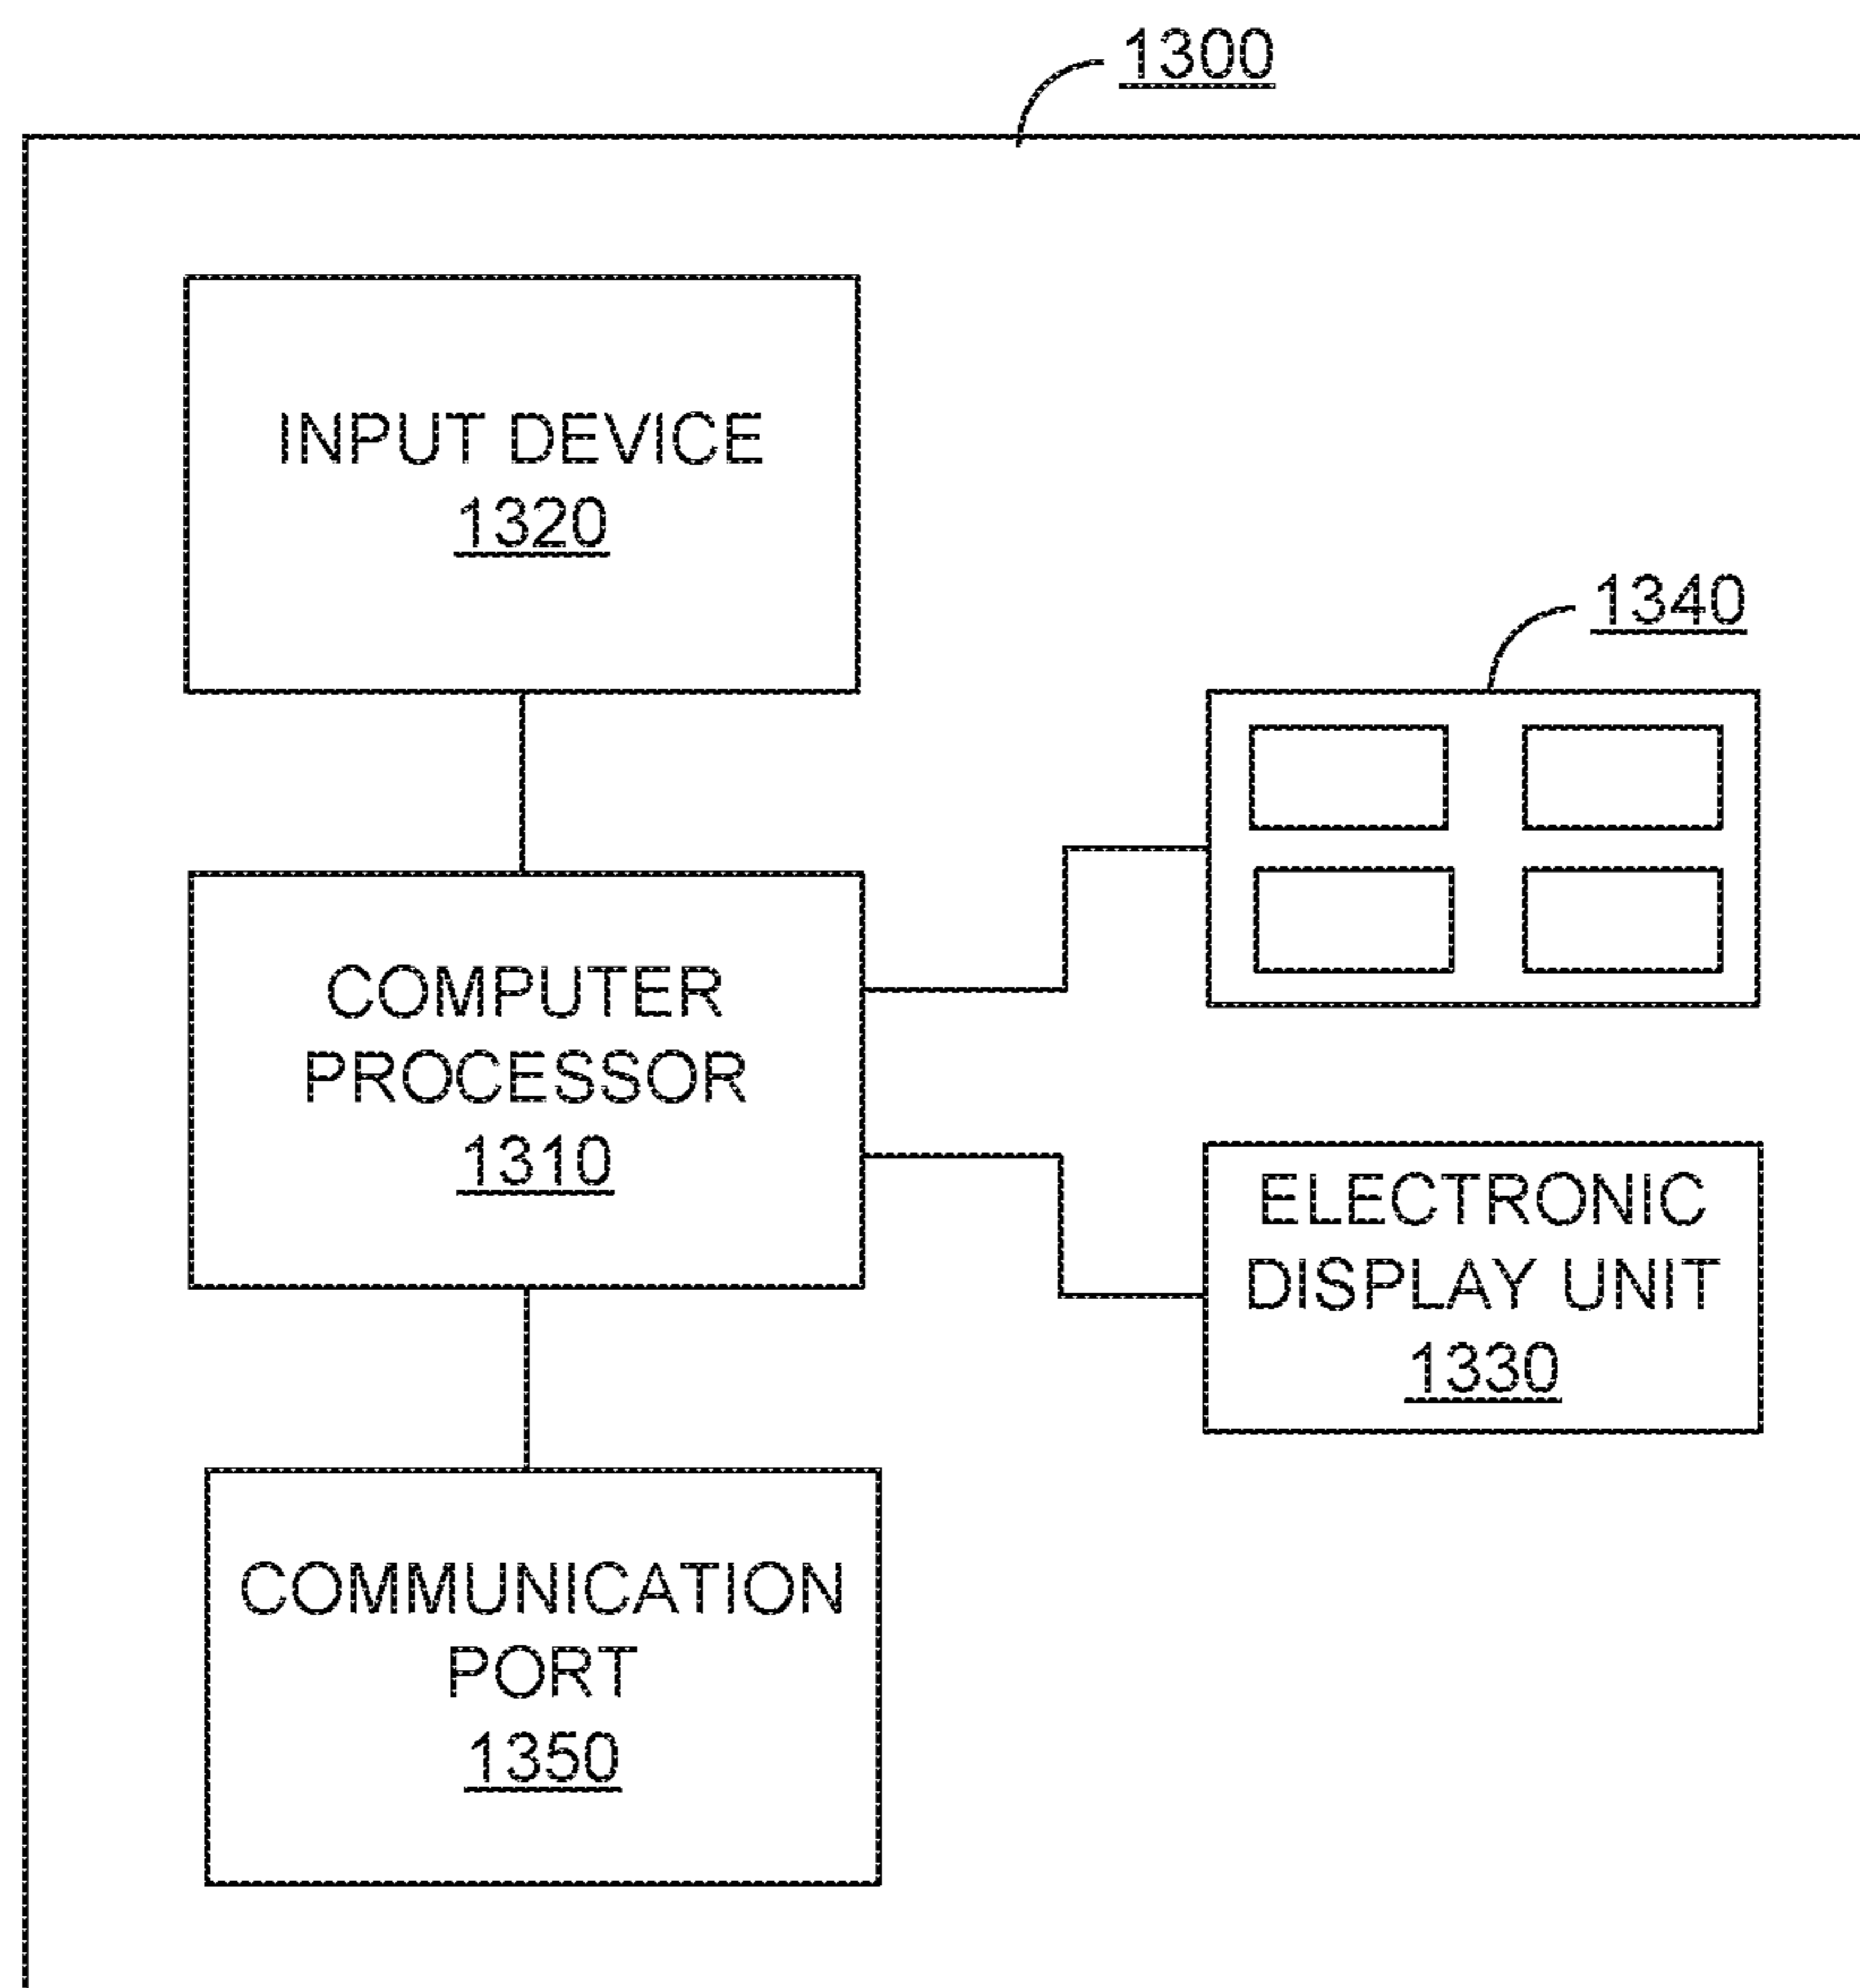 1300
INPUT DEVICE
1320
1340
COMPUTER
PROCESSOR
1310
ELECTRONIC
DISPLAY UNIT
1330
COMMUNICATION
PORT
1350